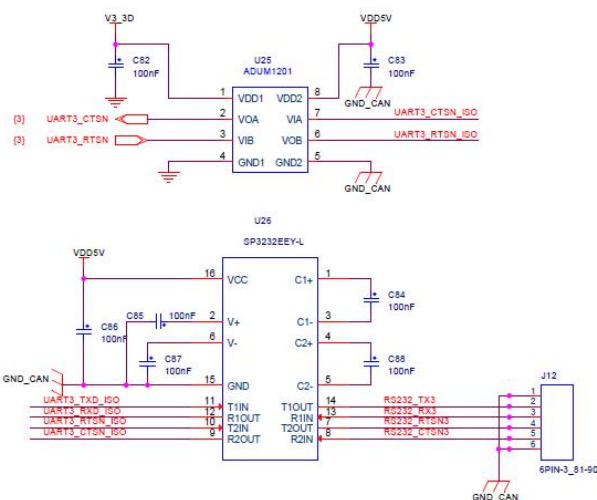 V3_3D
VDD5V
U25
ADUM1201
C82
100nF
C83
100nF
GND_CAN
1 VDD1 VDD2 8
{3} UART3_CTSN 2 VOA VIA 7 UART3_CTSN_ISO
{3} UART3_RTSN 3 VIB VOB 6 UART3_RTSN_ISO
4 GND1 GND2 5
GND_CAN
U26
SP3232EEY-L
VDD5V
16 VCC C1+ 1
C84
100nF
C85 100nF 2 V+ C1- 3
C86
100nF
6 V- C2+ 4
C87
100nF
C88
100nF
GND_CAN 15 GND C2- 5
UART3_TXD_ISO 11 T1IN T1OUT 14 RS232_TX3
UART3_RXD_ISO 12 R1OUT R1IN 13 RS232_RX3
UART3_RTSN_ISO 10 T2IN T2OUT 7 RS232_RTSN3
UART3_CTSN_ISO 9 R2OUT R2IN 8 RS232_CTSN3
J12
1
2
3
4
5
6
6PIN-3_81-90
GND_CAN